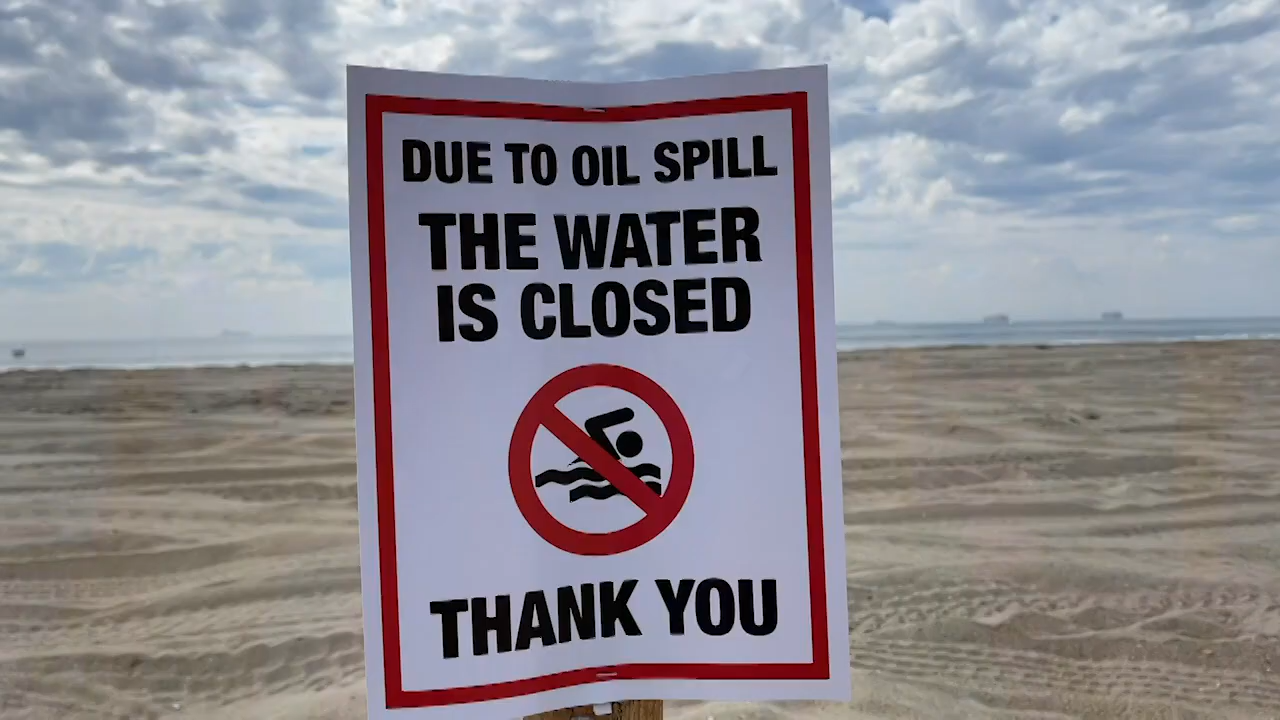 DUE TO OIL SPILL
THE WATER
IS CLOSED
THANK YOU